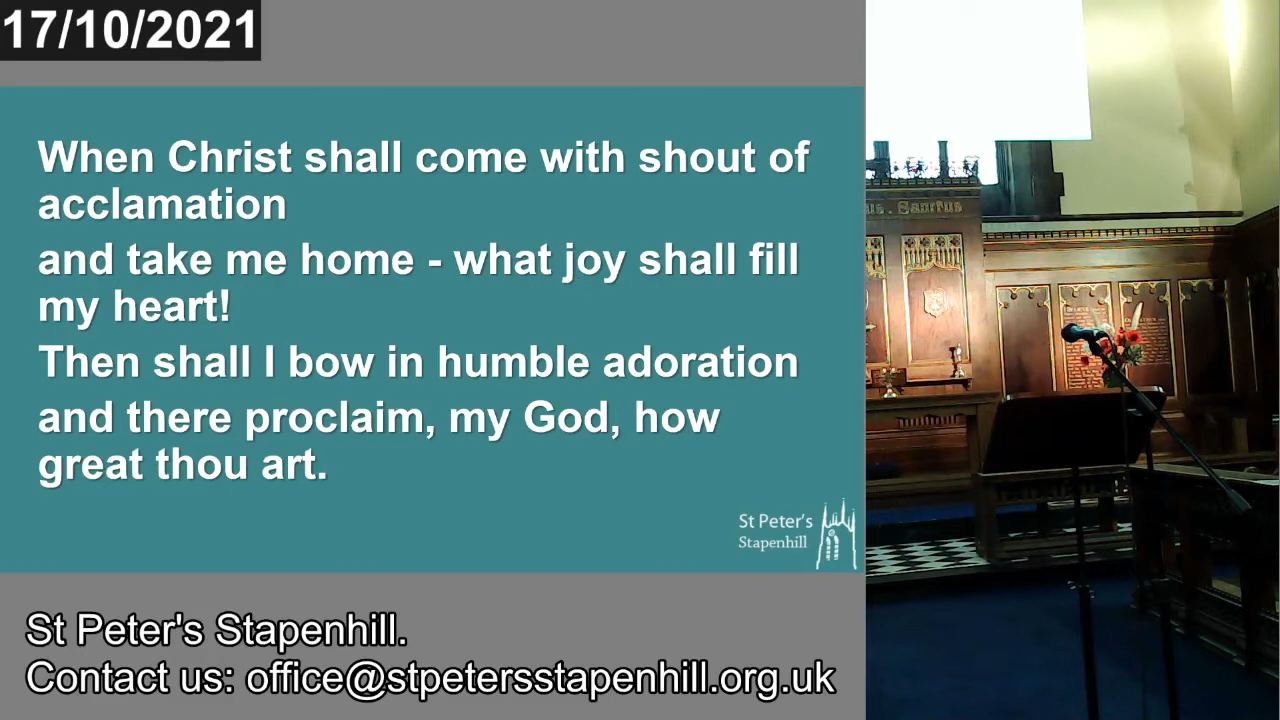 17/10/2021
When Christ shall come with shout of
acclamation
and take me home - what joy shall fill
my heart!
Then shall I bow in humble adoration
and there proclaim, my God, how
great thou art.
St Peter's
Stapenhill
St Peter's Stapenhill.
Contact us: office@stpetersstapenhill.org.uk
us. Sanctus